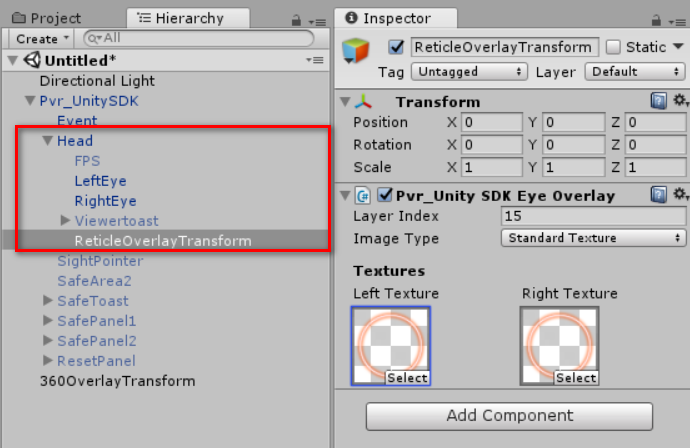 Project
Hierarchy
Create
All
Untitled*
Directional Light
Pvr_UnitySDK
Event
Head
FPS
LeftEye
RightEye
Viewertoast
ReticleOverlayTransform
SightPointer
SafeArea2
SafeToast
SafePanel1
SafePanel2
ResetPanel
360OverlayTransform
Inspector
ReticleOverlayTransform Static
Tag Untagged Layer Default
Transform
Position X 0 Y 0 Z 0
Rotation X 0 Y 0 Z 0
Scale X 1 Y 1 Z 1
Pvr_Unity SDK Eye Overlay
Layer Index 15
Image Type Standard Texture
Textures
Left Texture Right Texture
Select Select
Add Component